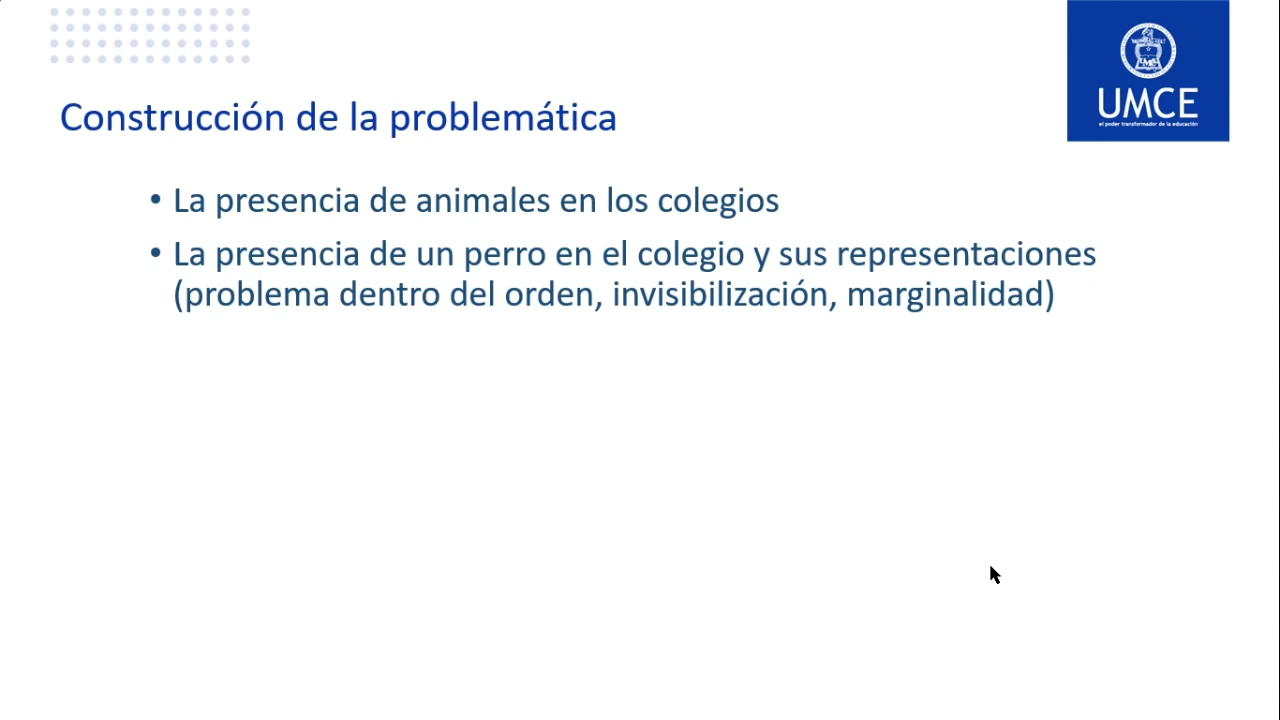 UMCE
el poder transformador de la educación
Construcción de la problemática
• La presencia de animales en los colegios
• La presencia de un perro en el colegio y sus representaciones
(problema dentro del orden, invisibilización, marginalidad)